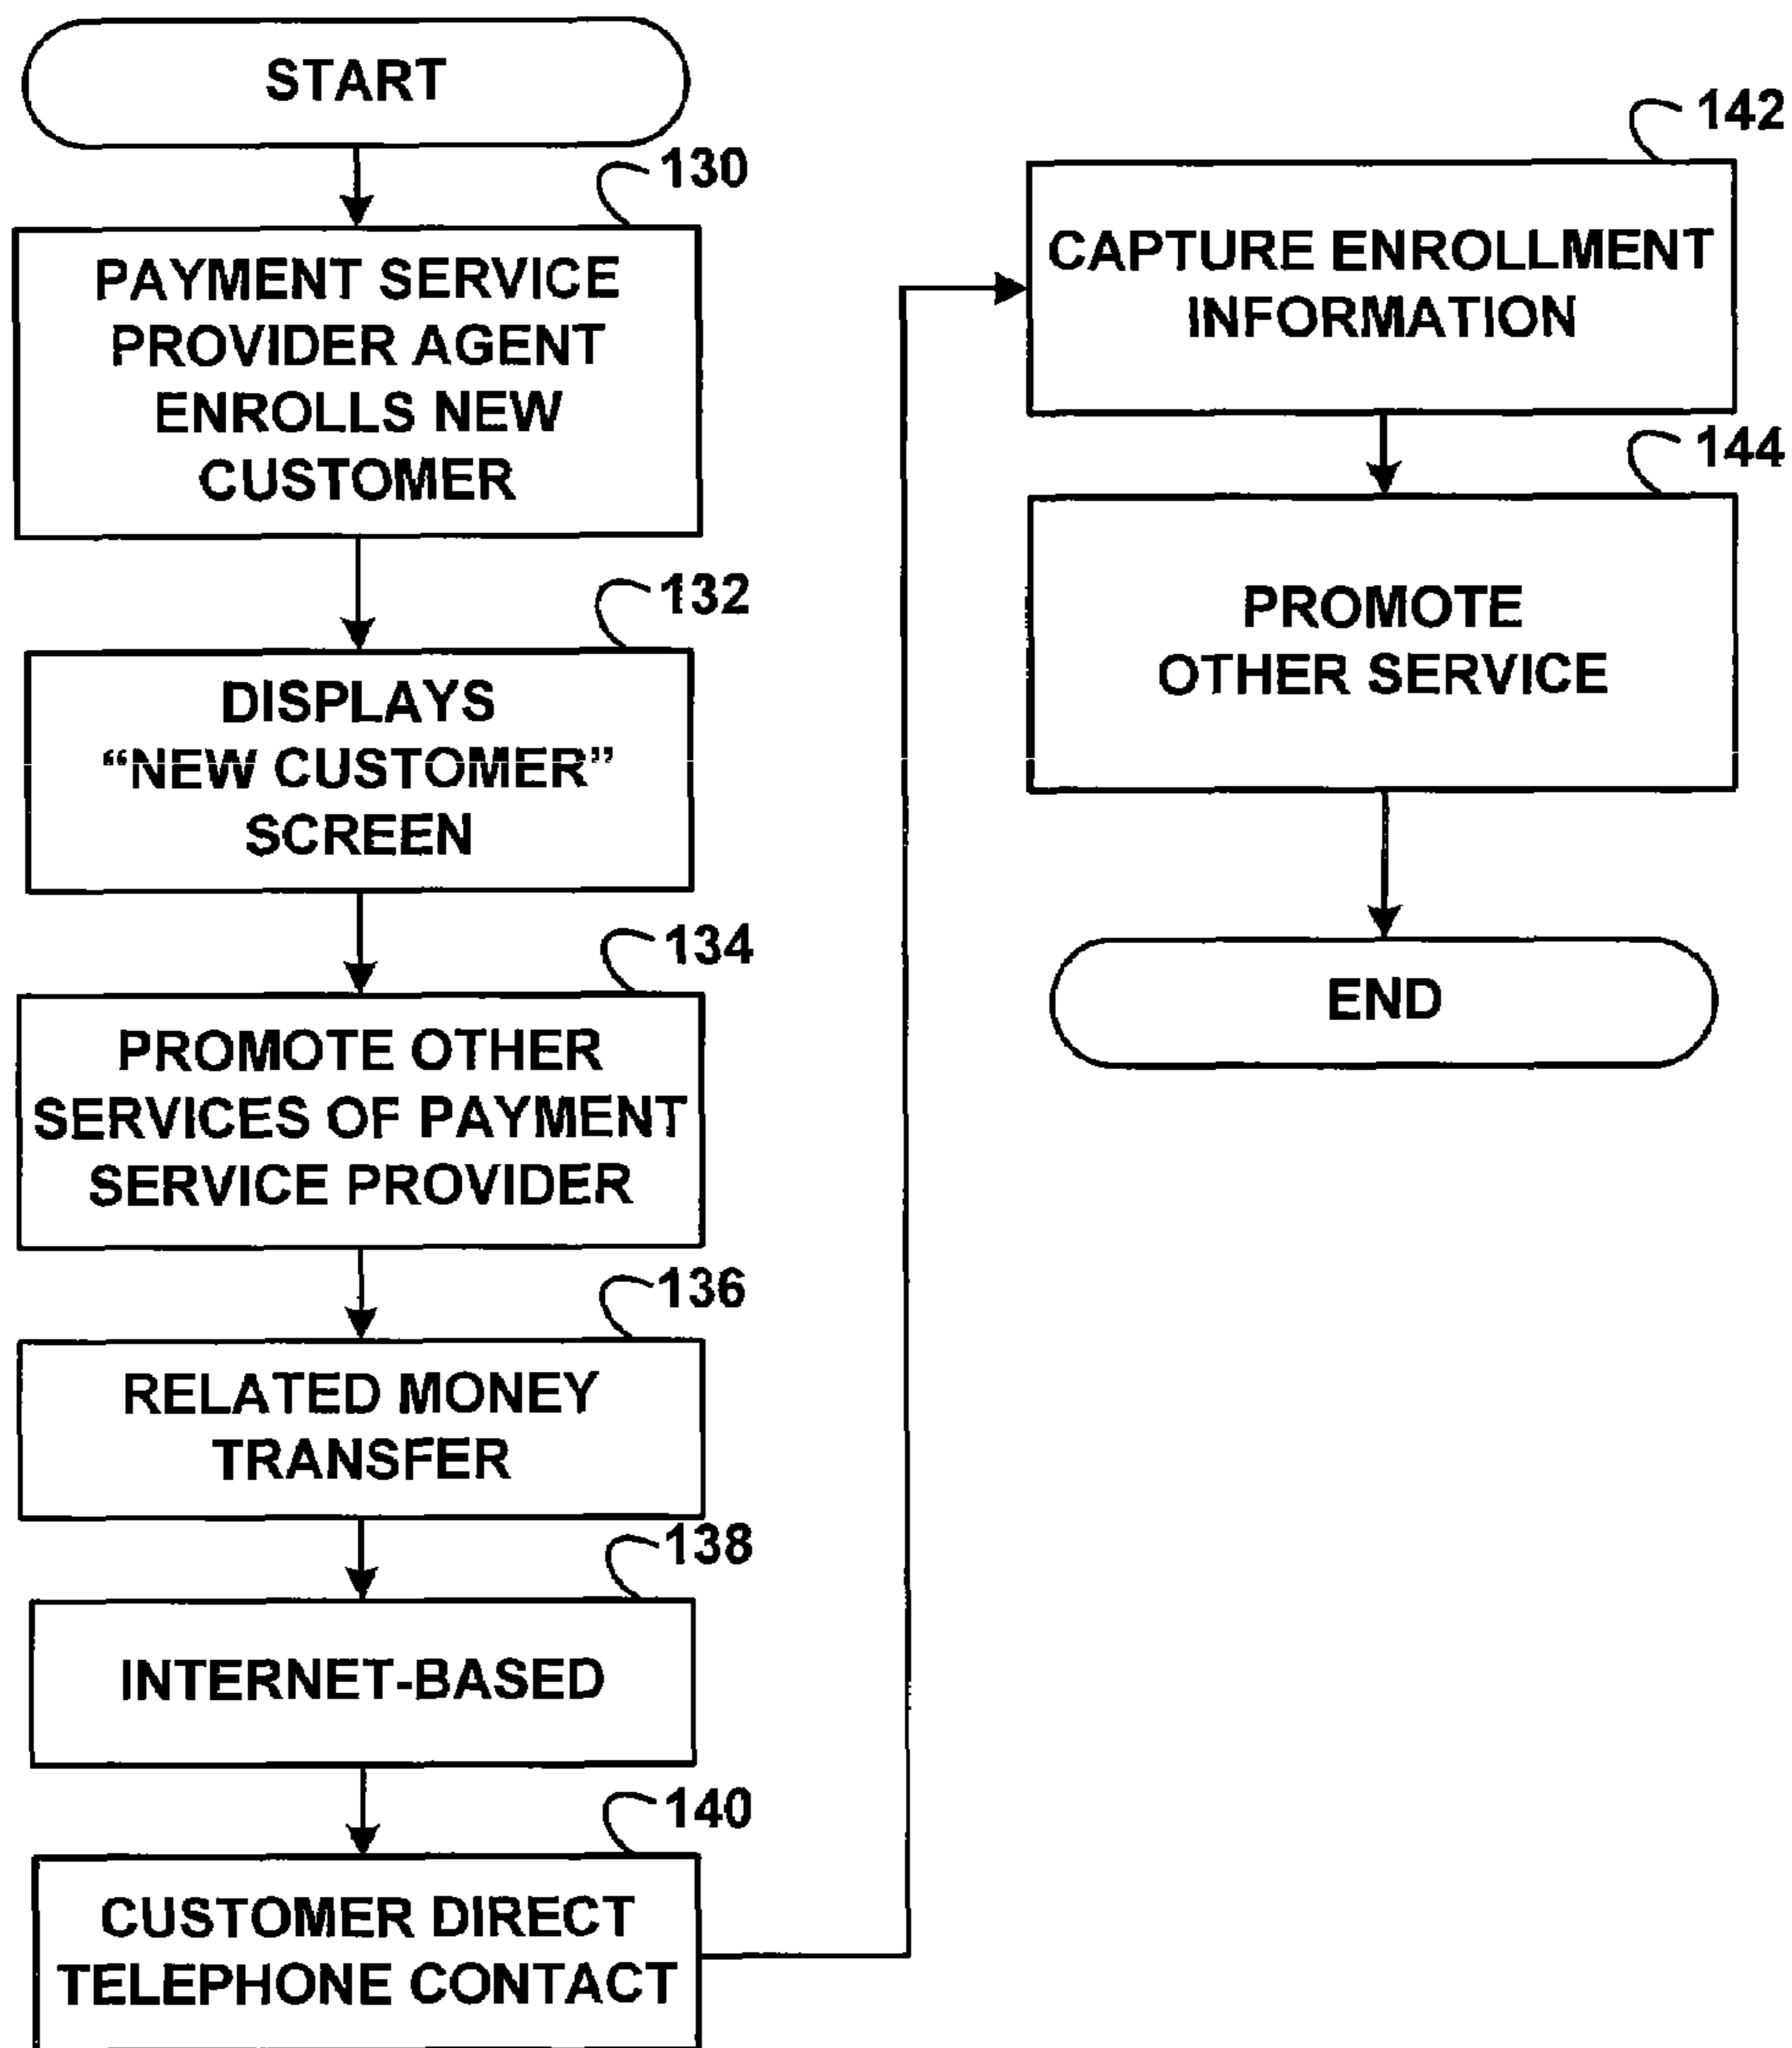 START
130
PAYMENT SERVICE
PROVIDER AGENT
ENROLLS NEW
CUSTOMER
132
DISPLAYS
“NEW CUSTOMER”
SCREEN
134
PROMOTE OTHER
SERVICES OF PAYMENT
SERVICE PROVIDER
136
RELATED MONEY
TRANSFER
138
INTERNET-BASED
140
CUSTOMER DIRECT
TELEPHONE CONTACT
142
CAPTURE ENROLLMENT
INFORMATION
144
PROMOTE
OTHER SERVICE
END